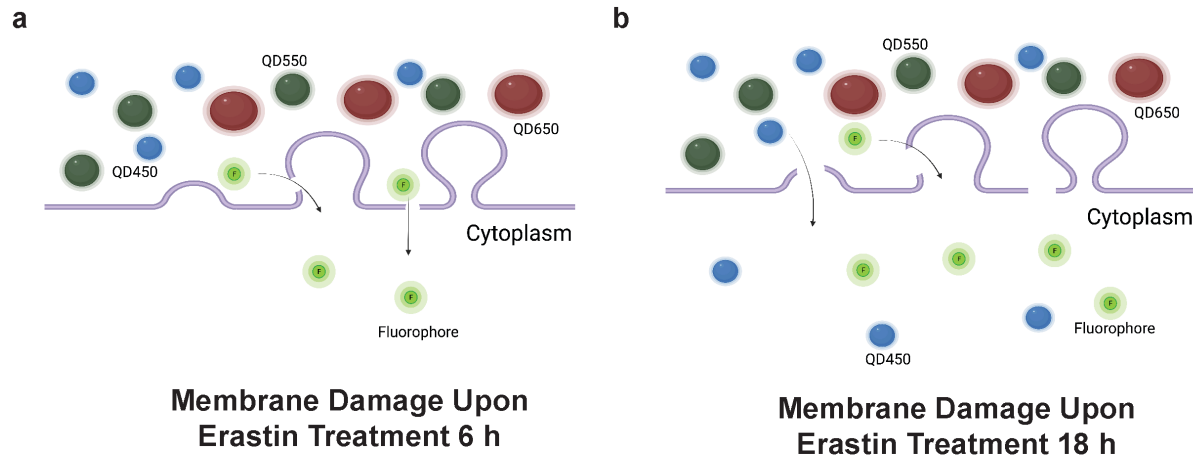 a
QD550
QD650
QD450
F
F
Cytoplasm
F
F
Fluorophore
Membrane Damage Upon
Erastin Treatment 6 h
b
QD550
QD650
F
Cytoplasm
F
F
F
F
Fluorophore
QD450
Membrane Damage Upon
Erastin Treatment 18 h